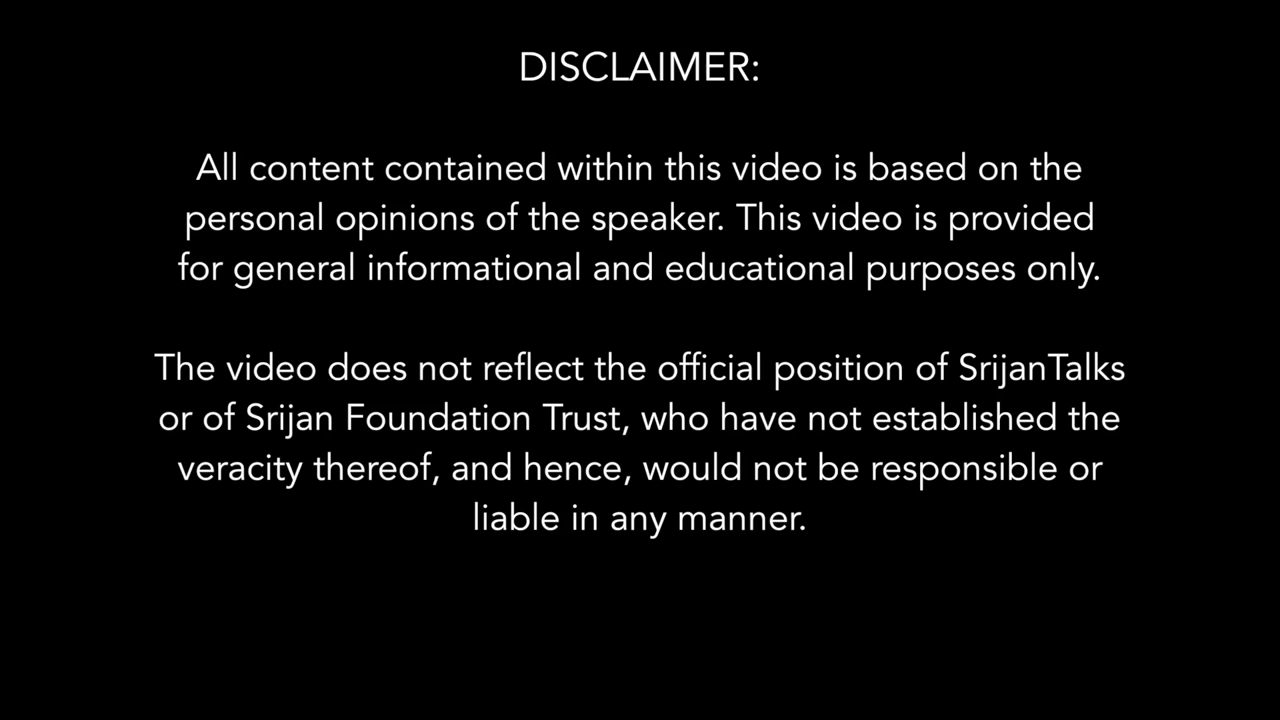 DISCLAIMER:
All content contained within this video is based on the
personal opinions of the speaker. This video is provided
for general informational and educational purposes only.
The video does not reflect the official position of SrijanTalks
or of Srijan Foundation Trust, who have not established the
veracity thereof, and hence, would not be responsible or
liable in any manner.